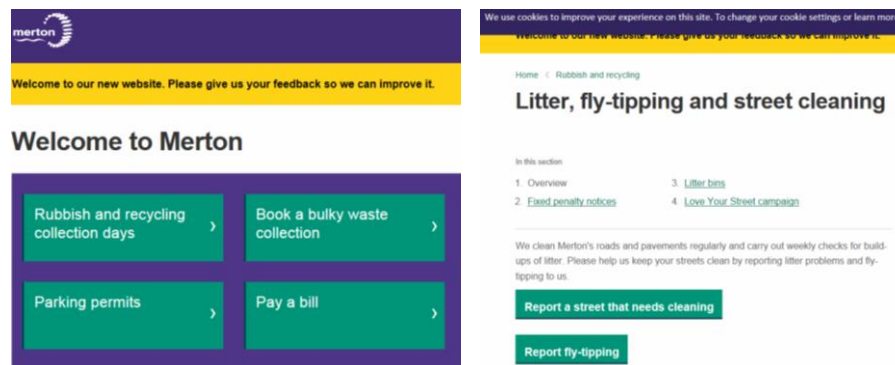 merton
Welcome to our new website. Please give us your feedback so we can improve it.
Welcome to Merton
Rubbish and recycling
collection days
Book a bulky waste
collection
Parking permits
Pay a bill
We use cookies to improve your experience on this site. To change your cookie settings or learn mor
Welcome to our new website. Please give us your feedback so we can improve it.
Home < Rubbish and recycling
Litter, fly-tipping and street cleaning
In this section
1. Overview
2. Fixed penalty notices
3. Litter bins
4. Love Your Street campaign
We clean Merton's roads and pavements regularly and carry out weekly checks for build-
ups of litter. Please help us keep your streets clean by reporting litter problems and fly-
tipping to us.
Report a street that needs cleaning
Report fly-tipping